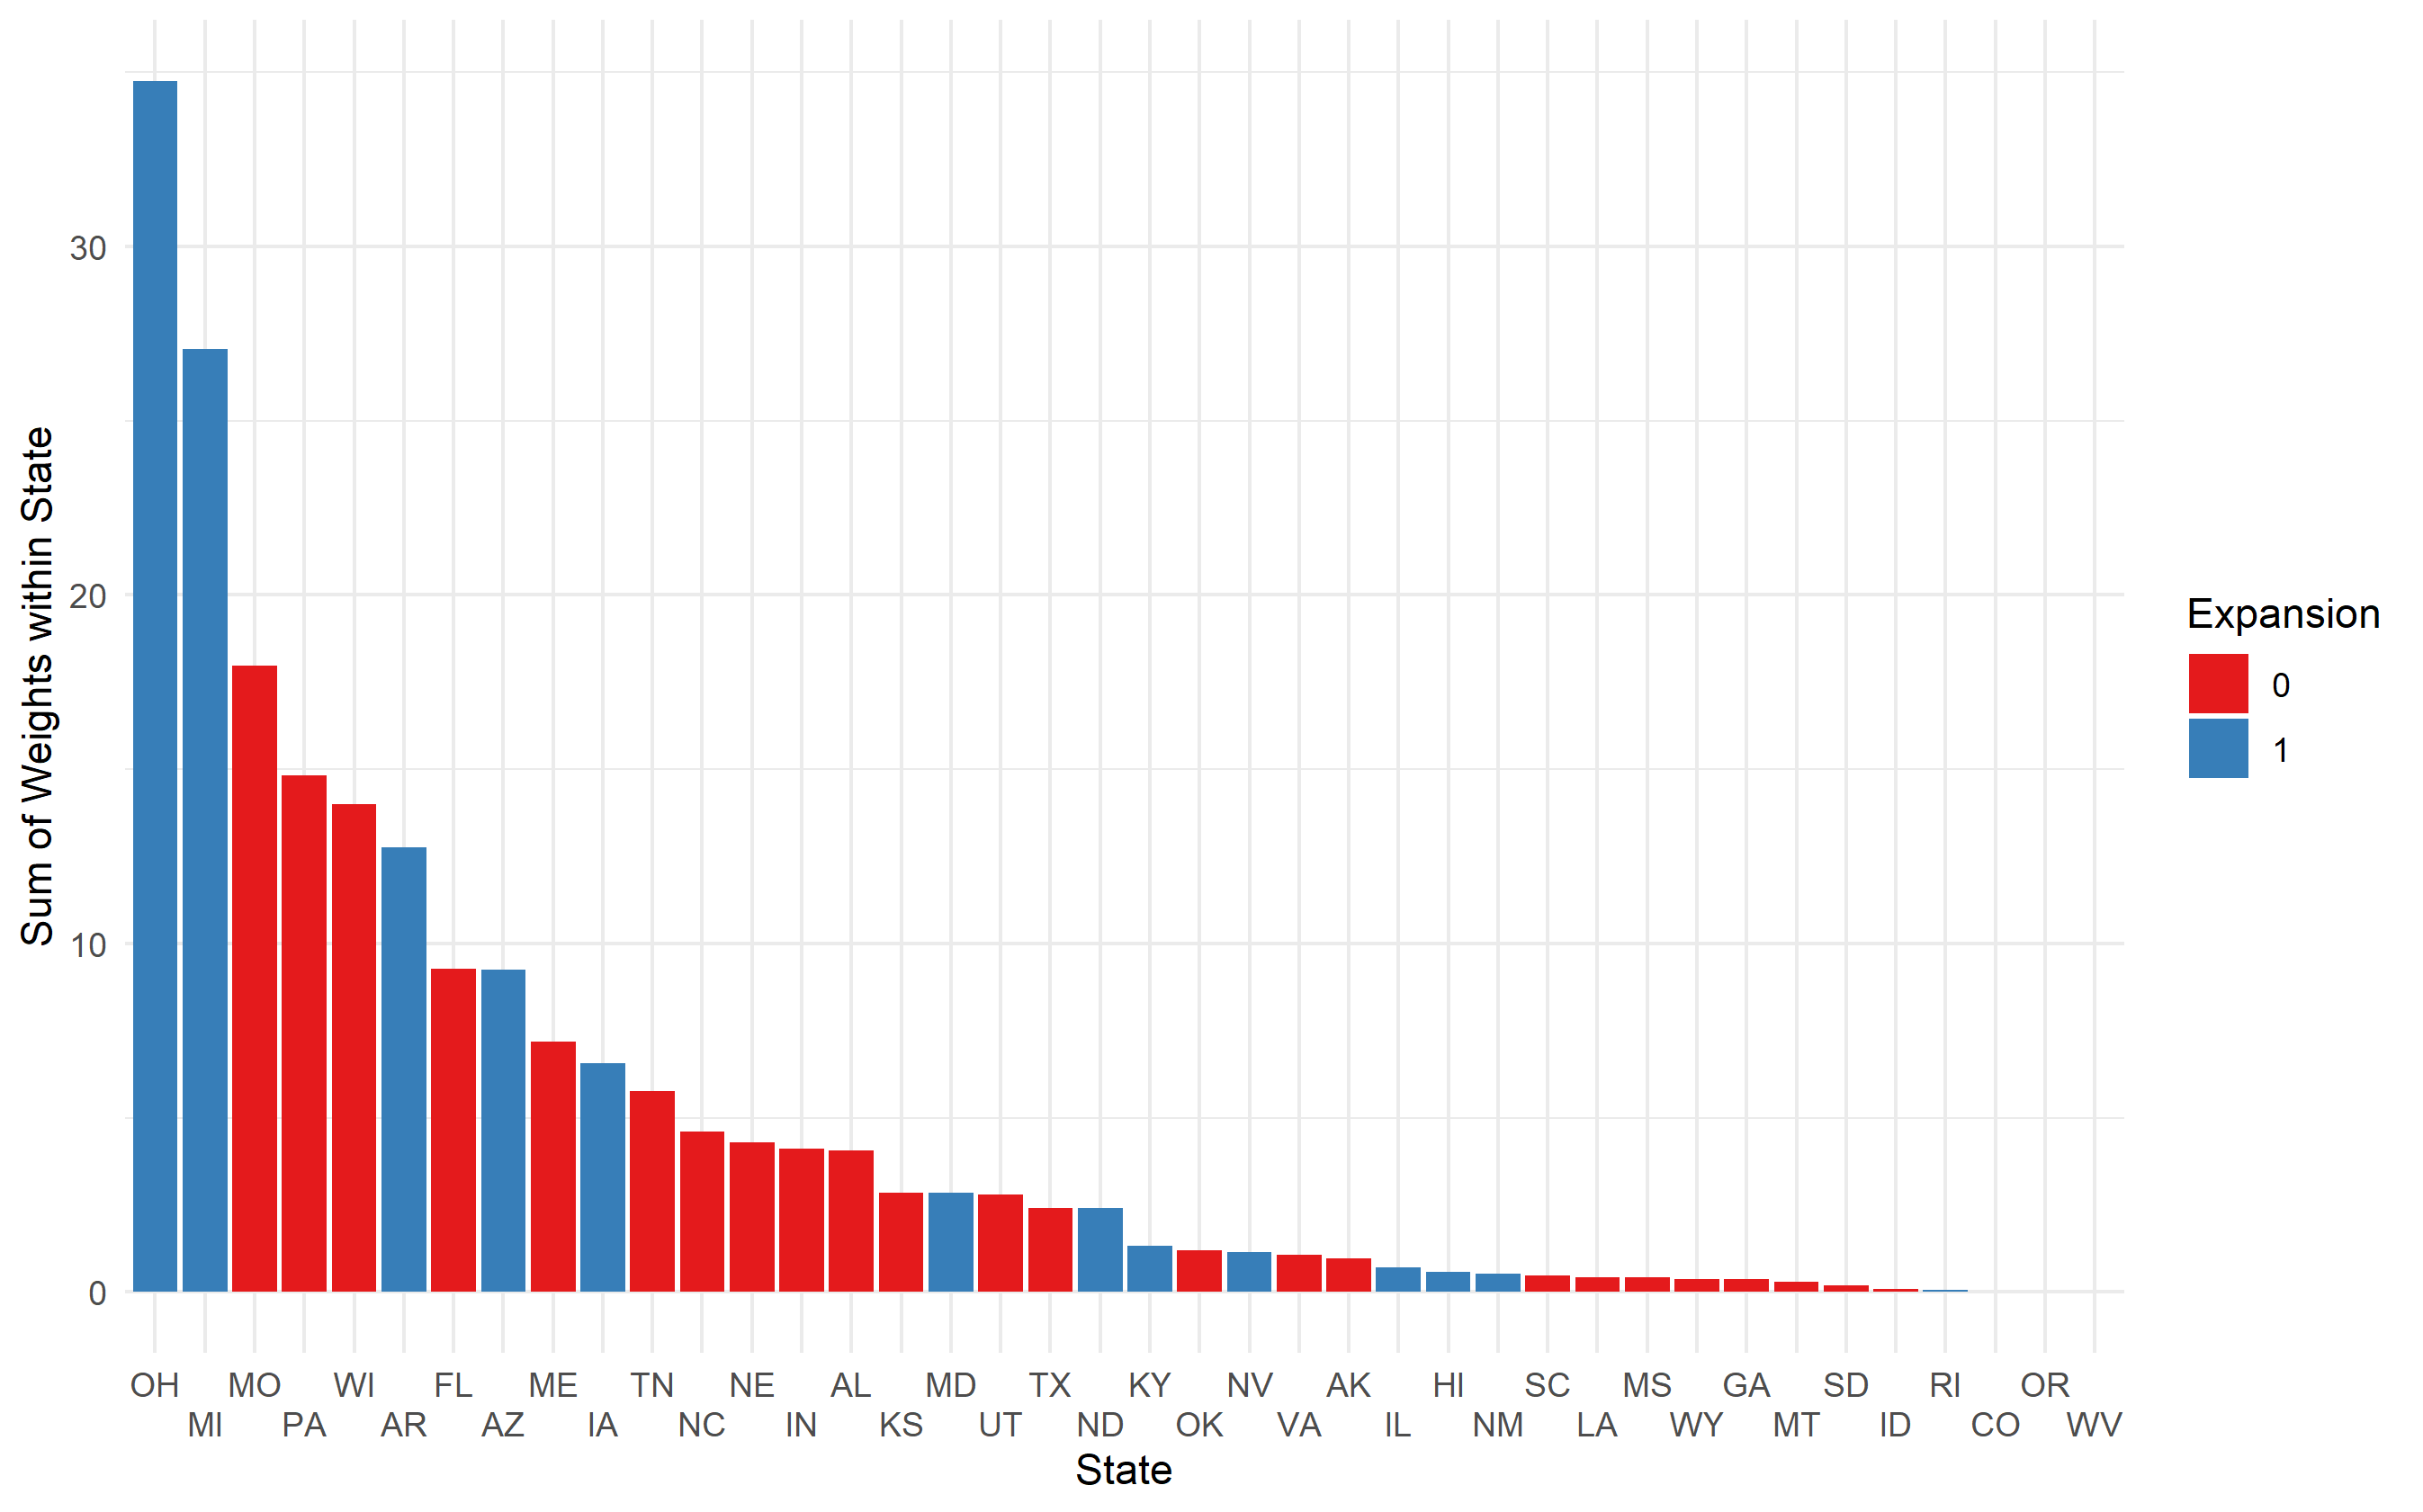 Sum of Weights within State
30
20
10
0
OH MO WI FL ME TN NE AL MD TX KY NV AK HI SC MS GA SD RI OR
MI PA AR AZ IA NC IN KS UT ND OK VA IL NM LA WY MT ID CO WV
State
Expansion
0
1